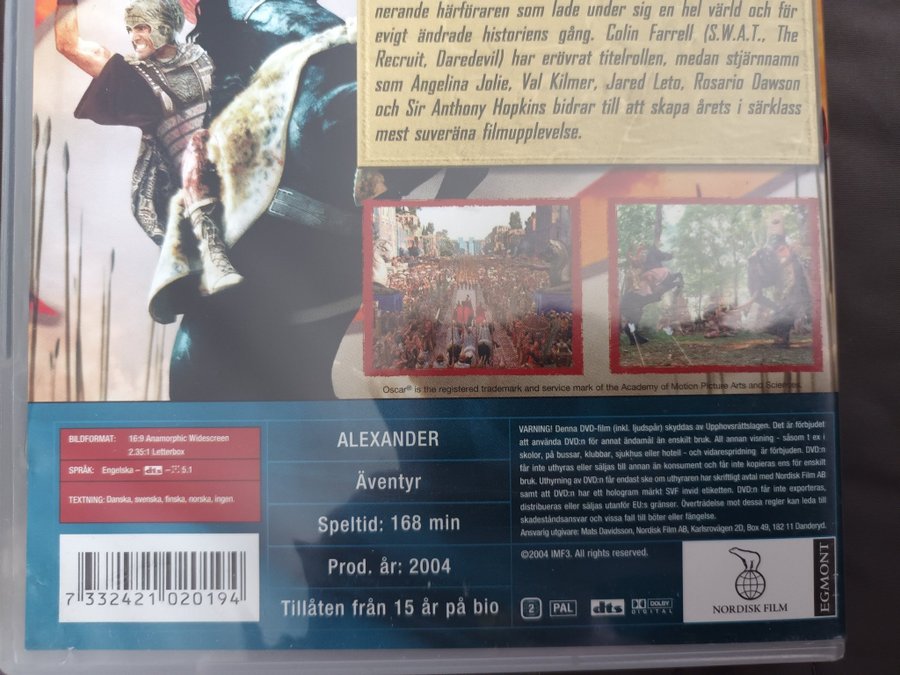 nerande härföraren som lade under sig en hel värld och för
evigt ändrade historiens gång. Colin Farrell (S.W.A.T., The
Recruit, Daredevil) har erövrat titelrollen, medan stjärnnamn
som Angelina Jolie, Val Kilmer, Jared Leto, Rosario Dawson
och Sir Anthony Hopkins bidrar till att skapa årets i särklass
mest suveräna filmupplevelse.
Oscar® is the registered trademark and service mark of the Academy of Motion Picture Arts and Sciences.
BILDFORMAT: 16:9 Anamorphic Widescreen
2.35:1 Letterbox
SPRÅK: Engelska – dts – 5.1
TEXTNING: Danska, svenska, finska, norska, ingen.
7 332421 020194
ALEXANDER
Äventyr
Speltid: 168 min
Prod. år: 2004
Tillåten från 15 år på bio
VARNING! Denna DVD-film (inkl. ljudspår) skyddas av Upphovsrättslagen. Det är förbjudet
att använda DVD:n för annat ändamål än enskilt bruk. All annan visning - såsom 1 ex i
skolor, på bussar, klubbar, sjukhus eller hotell - och vidarespridning är förbjuden. DVD:n
får inte uthyras eller säljas till annan än konsument och får inte kopieras ens för enskilt
bruk. Uthyrning av DVD:n får endast ske om uthyraren har skriftligt avtal med Nordisk Film AB
samt att DVD:n har ett hologram märkt SVF invid etiketten. DVD:n får inte exporteras,
distribueras eller säljas utanför EU:s gränser. Överträdelse mot dessa regler kan leda till
skadeståndsansvar och vissa fall till böter eller fängelse.
Ansvarig utgivare: Mats Davidsson, Nordisk Film AB, Karlsrovägen 2D, Box 49, 182 11 Danderyd.
©2004 IMF3. All rights reserved.
2 PAL dts DOLBY
DIGITAL
NORDISK FILM
EGMONT